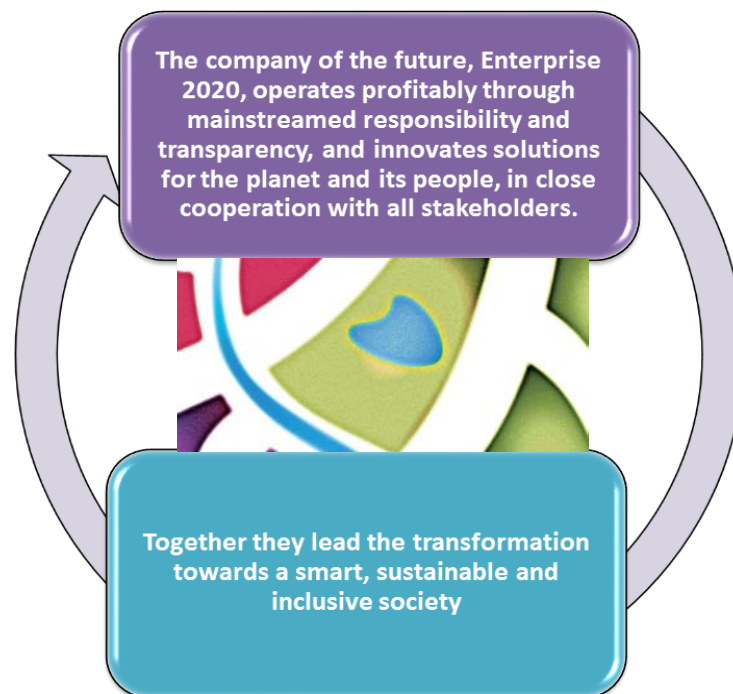 The company of the future, Enterprise
2020, operates profitably through
mainstreamed responsibility and
transparency, and innovates solutions
for the planet and its people, in close
cooperation with all stakeholders.
Together they lead the transformation
towards a smart, sustainable and
inclusive society